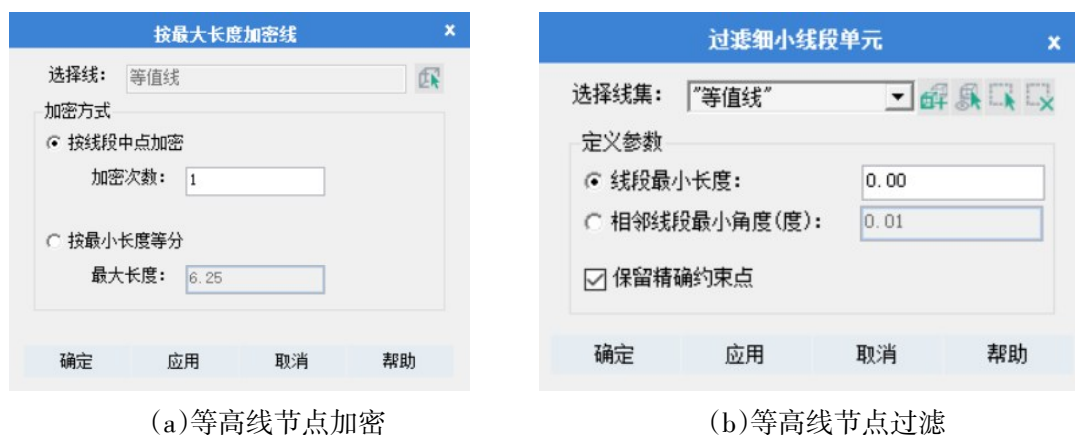 按最大长度加密线 x
选择线： 等值线
加密方式
按线段中点加密
加密次数： 1
按最小长度等分
最大长度： 6.25
确定 应用 取消 帮助
(a)等高线节点加密
过滤细小线段单元 x
选择线集： "等值线"
定义参数
线段最小长度： 0.00
相邻线段最小角度(度)： 0.01
保留精确约束点
确定 应用 取消 帮助
(b)等高线节点过滤